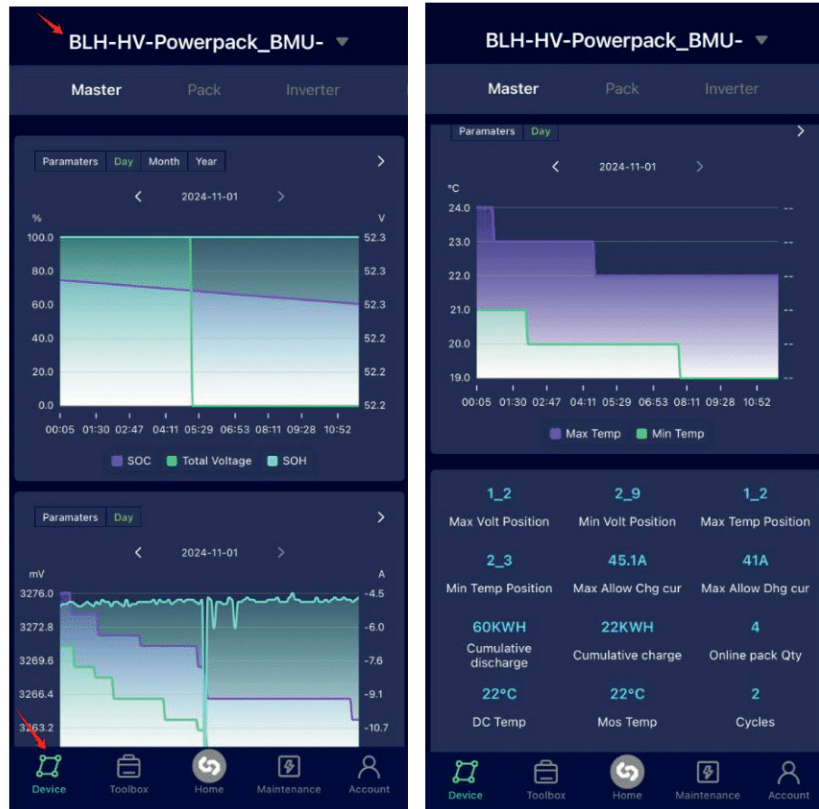 BLH-HV-Powerpack_BMU-
Master Pack Inverter
Paramaters Day Month Year
2024-11-01
% V
100.0 52.3
80.0 52.3
60.0 52.3
40.0 52.2
20.0 52.2
0.0 52.2
00:05 01:30 02:47 04:11 05:29 06:53 08:11 09:28 10:52
SOC Total Voltage SOH
Paramaters Day
2024-11-01
mV A
3276.0 -4.5
3272.8 -6.0
3269.6 -7.6
3266.4 -9.1
3263.2 -10.7
Device Toolbox Home Maintenance Account
BLH-HV-Powerpack_BMU-
Master Pack Inverter
Paramaters Day
2024-11-01
°C
24.0 --
23.0 --
22.0 --
21.0 --
20.0 --
19.0 --
00:05 01:30 02:47 04:11 05:29 06:53 08:11 09:28 10:52
Max Temp Min Temp
1_2 2_9 1_2
Max Volt Position Min Volt Position Max Temp Position
2_3 45.1A 41A
Min Temp Position Max Allow Chg cur Max Allow Dhg cur
60KWH 22KWH 4
Cumulative discharge Cumulative charge Online pack Qty
22°C 22°C 2
DC Temp Mos Temp Cycles
Device Toolbox Home Maintenance Account